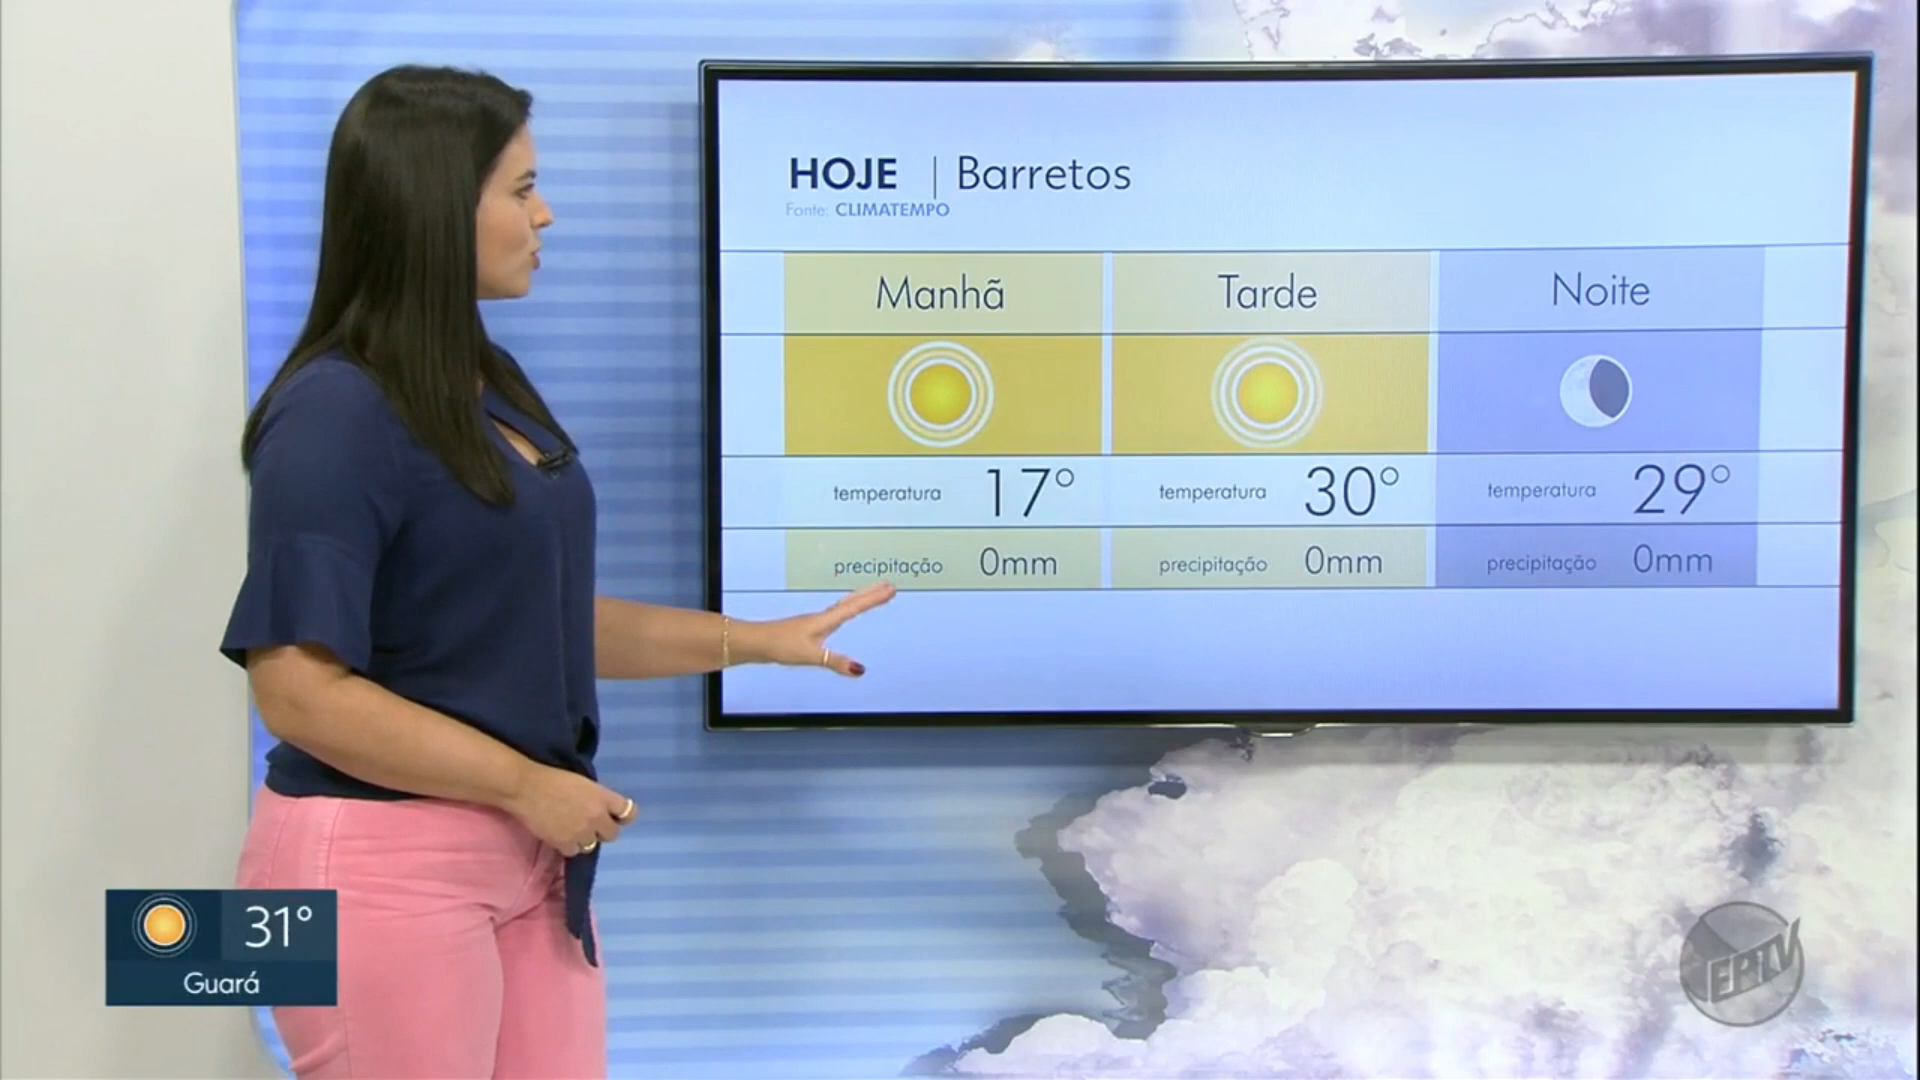 HOJE | Barretos
Fonte: CLIMATEMPO
Manhã Tarde Noite
temperatura 17° temperatura 30° temperatura 29°
precipitação 0mm precipitação 0mm precipitação 0mm
31°
Guará
EPTV